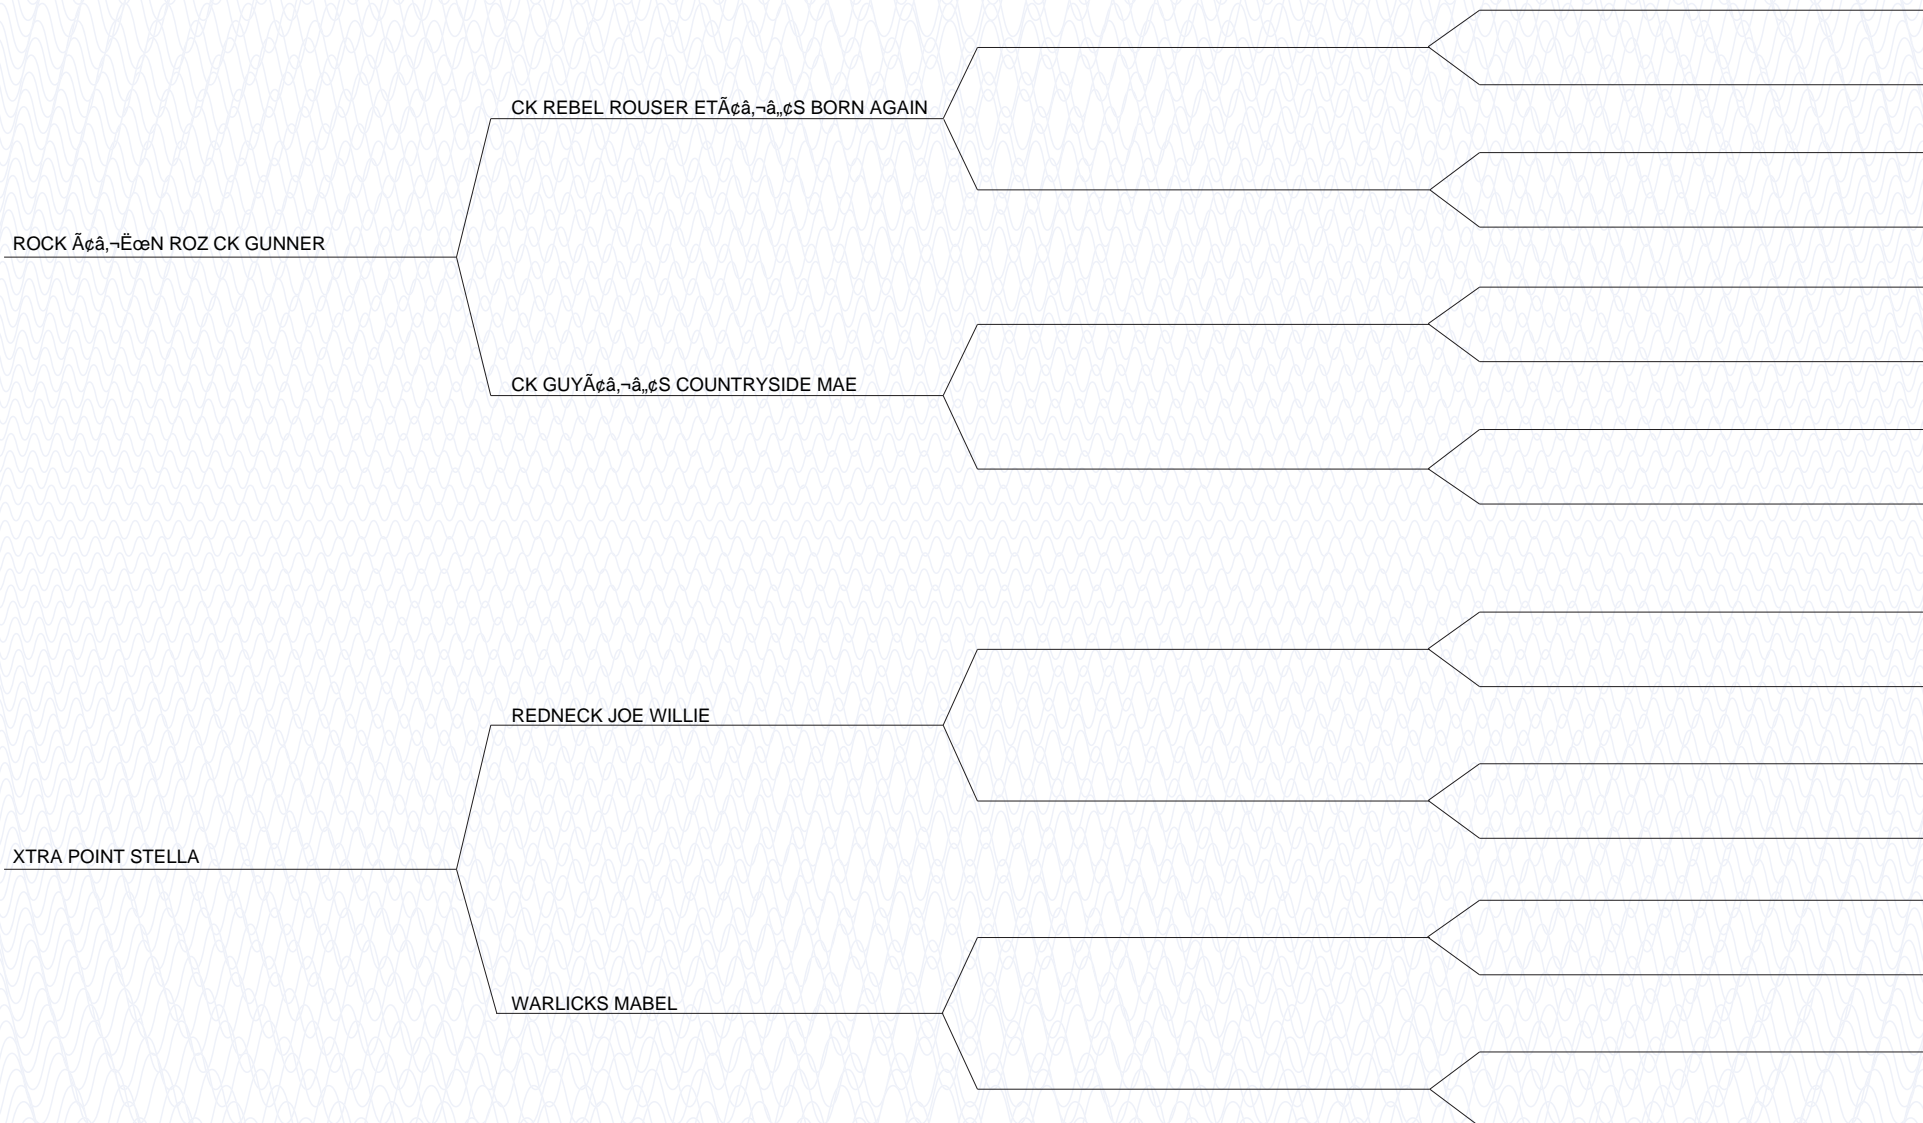 CK REBEL ROUSER ETÃ¢â‚¬â„¢S BORN AGAIN
ROCK Ã¢â‚¬ËœN ROZ CK GUNNER
CK GUYÃ¢â‚¬â„¢S COUNTRYSIDE MAE
REDNECK JOE WILLIE
XTRA POINT STELLA
WARLICKS MABEL